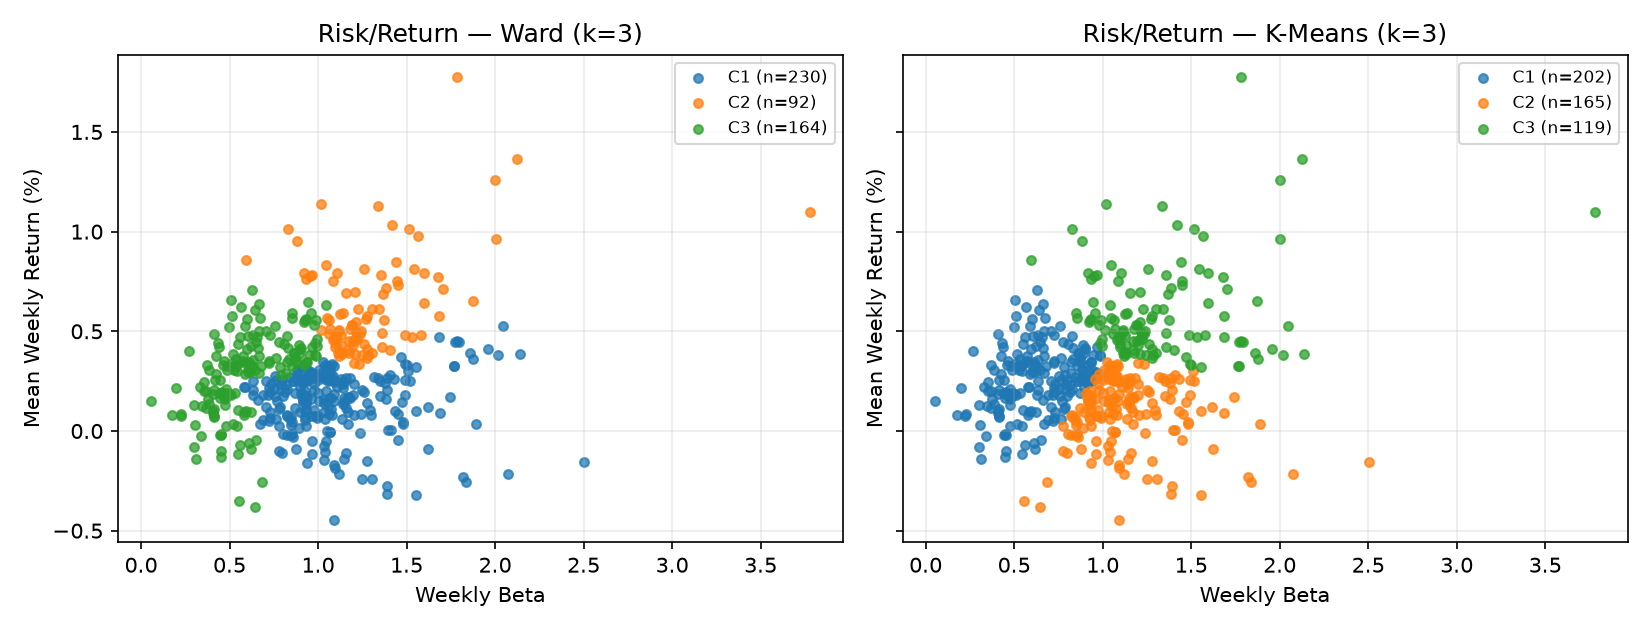 Risk/Return — Ward (k=3)
Mean Weekly Return (%)
1.5
1.0
0.5
0.0
−0.5
C1 (n=230)
C2 (n=92)
C3 (n=164)
0.0 0.5 1.0 1.5 2.0 2.5 3.0 3.5
Weekly Beta
Risk/Return — K-Means (k=3)
Mean Weekly Return (%)
C1 (n=202)
C2 (n=165)
C3 (n=119)
0.0 0.5 1.0 1.5 2.0 2.5 3.0 3.5
Weekly Beta